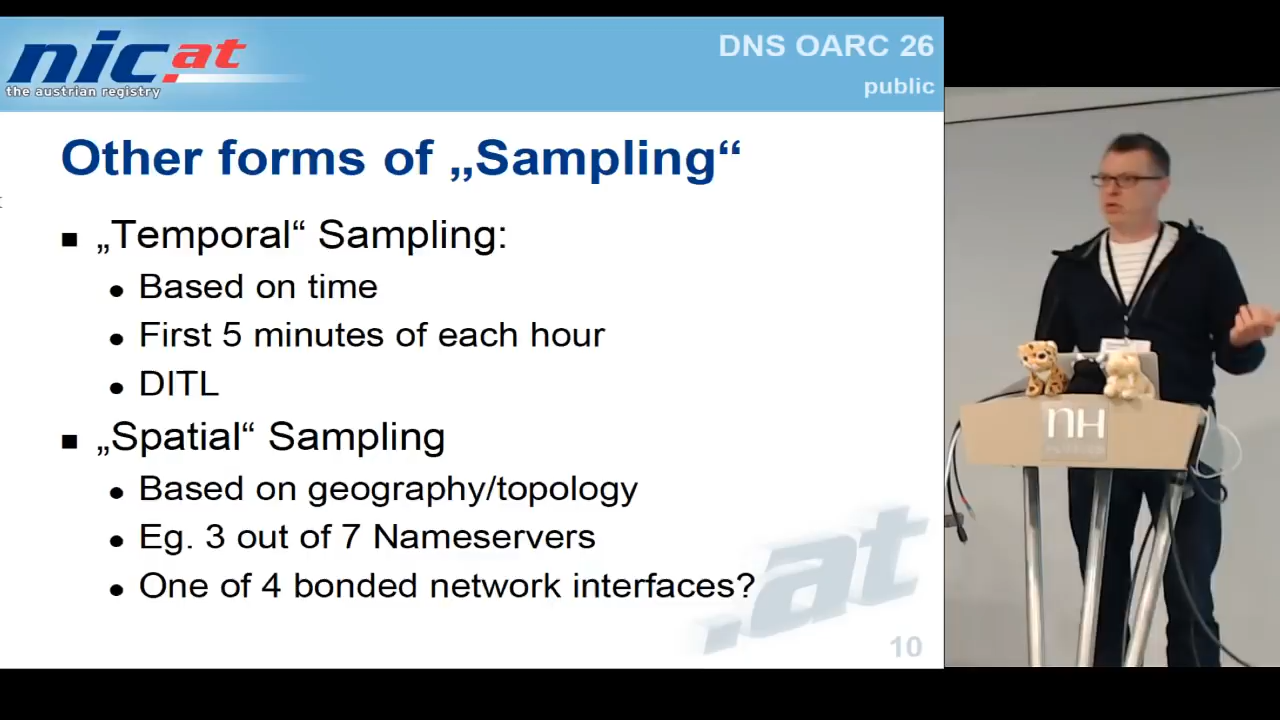 nic.at
the austrian registry
DNS OARC 26
public
Other forms of „Sampling“
„Temporal“ Sampling:
Based on time
First 5 minutes of each hour
DITL
„Spatial“ Sampling
Based on geography/topology
Eg. 3 out of 7 Nameservers
One of 4 bonded network interfaces?
.at
10
nH